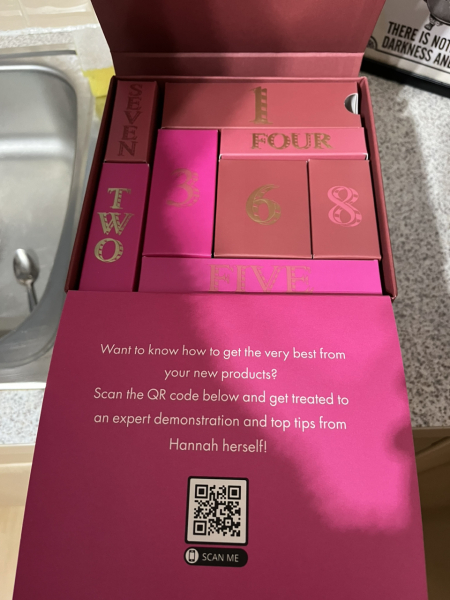 SEVEN
1
FOUR
TWO
3
6
8
FIVE
THERE IS NOT
DARKNESS AND
Want to know how to get the very best from
your new products?
Scan the QR code below and get treated to
an expert demonstration and top tips from
Hannah herself!
SCAN ME